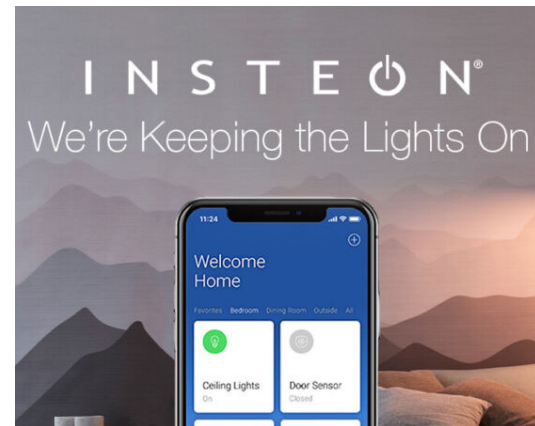 INSTEON®
We're Keeping the Lights On
11:24
Welcome
Home
Favorites Bedroom Dining Room Outside All
Ceiling Lights Door Sensor
On Closed